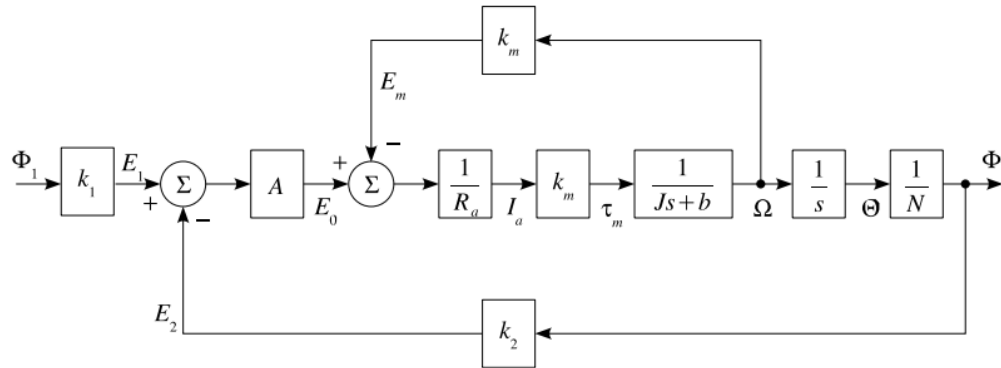 k_m
E_m
Φ_1
k_1
E_1
+
−
Σ
A
E_0
+
−
Σ
1/R_a
I_a
k_m
τ_m
1/(Js+b)
Ω
1/s
Θ
1/N
Φ
E_2
k_2